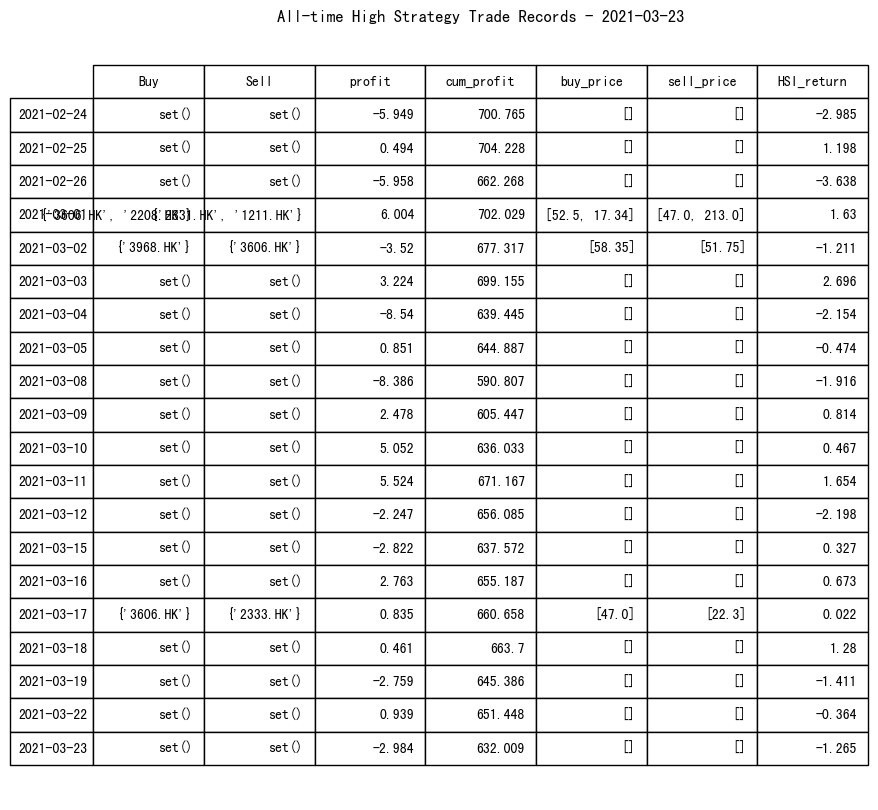 All-time High Strategy Trade Records - 2021-03-23
Buy Sell profit cum_profit buy_price sell_price HSI_return
2021-02-24 set() set() -5.949 700.765 [] [] -2.985
2021-02-25 set() set() 0.494 704.228 [] [] 1.198
2021-02-26 set() set() -5.958 662.268 [] [] -3.638
2021-03-01 {'3606.HK', '2208.HK'} '1211.HK'} 6.004 702.029 [52.5, 17.34] [47.0, 213.0] 1.63
2021-03-02 {'3968.HK'} {'3606.HK'} -3.52 677.317 [58.35] [51.75] -1.211
2021-03-03 set() set() 3.224 699.155 [] [] 2.696
2021-03-04 set() set() -8.54 639.445 [] [] -2.154
2021-03-05 set() set() 0.851 644.887 [] [] -0.474
2021-03-08 set() set() -8.386 590.807 [] [] -1.916
2021-03-09 set() set() 2.478 605.447 [] [] 0.814
2021-03-10 set() set() 5.052 636.033 [] [] 0.467
2021-03-11 set() set() 5.524 671.167 [] [] 1.654
2021-03-12 set() set() -2.247 656.085 [] [] -2.198
2021-03-15 set() set() -2.822 637.572 [] [] 0.327
2021-03-16 set() set() 2.763 655.187 [] [] 0.673
2021-03-17 {'3606.HK'} {'2333.HK'} 0.835 660.658 [47.0] [22.3] 0.022
2021-03-18 set() set() 0.461 663.7 [] [] 1.28
2021-03-19 set() set() -2.759 645.386 [] [] -1.411
2021-03-22 set() set() 0.939 651.448 [] [] -0.364
2021-03-23 set() set() -2.984 632.009 [] [] -1.265